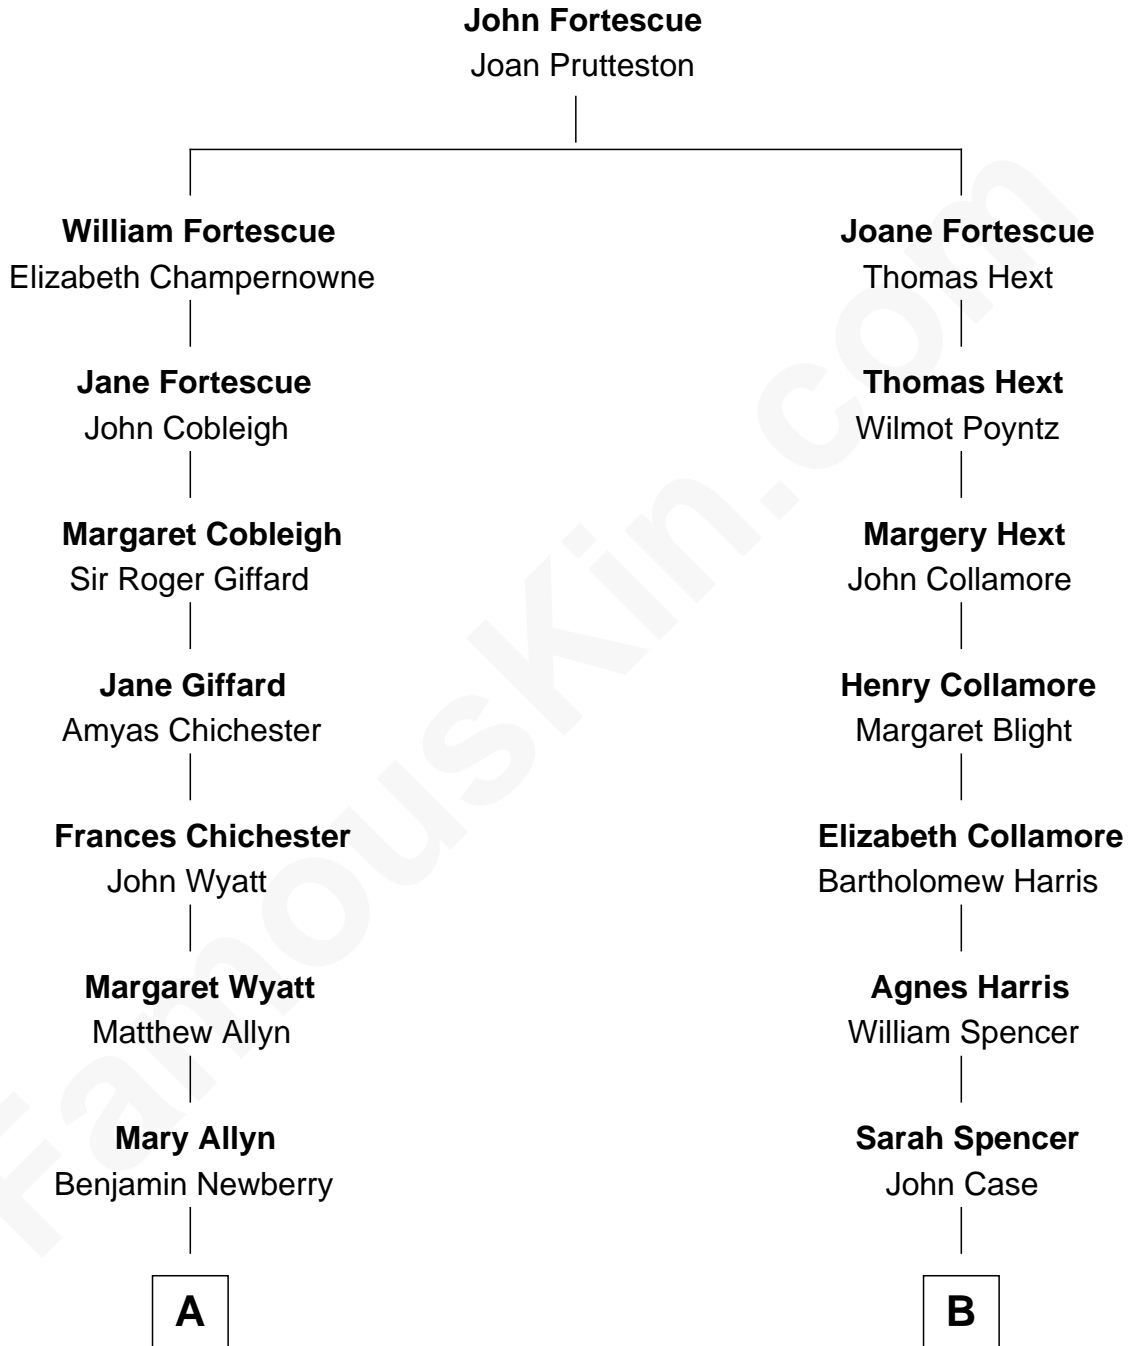 John Fortescue
Joan Prutteston
William Fortescue
Elizabeth Champernowne
Jane Fortescue
John Cobleigh
Margaret Cobleigh
Sir Roger Giffard
Jane Giffard
Amyas Chichester
Frances Chichester
John Wyatt
Margaret Wyatt
Matthew Allyn
Mary Allyn
Benjamin Newberry
A
Joane Fortescue
Thomas Hext
Thomas Hext
Wilmot Poyntz
Margery Hext
John Collamore
Henry Collamore
Margaret Blight
Elizabeth Collamore
Bartholomew Harris
Agnes Harris
William Spencer
Sarah Spencer
John Case
B
FamousKin.com